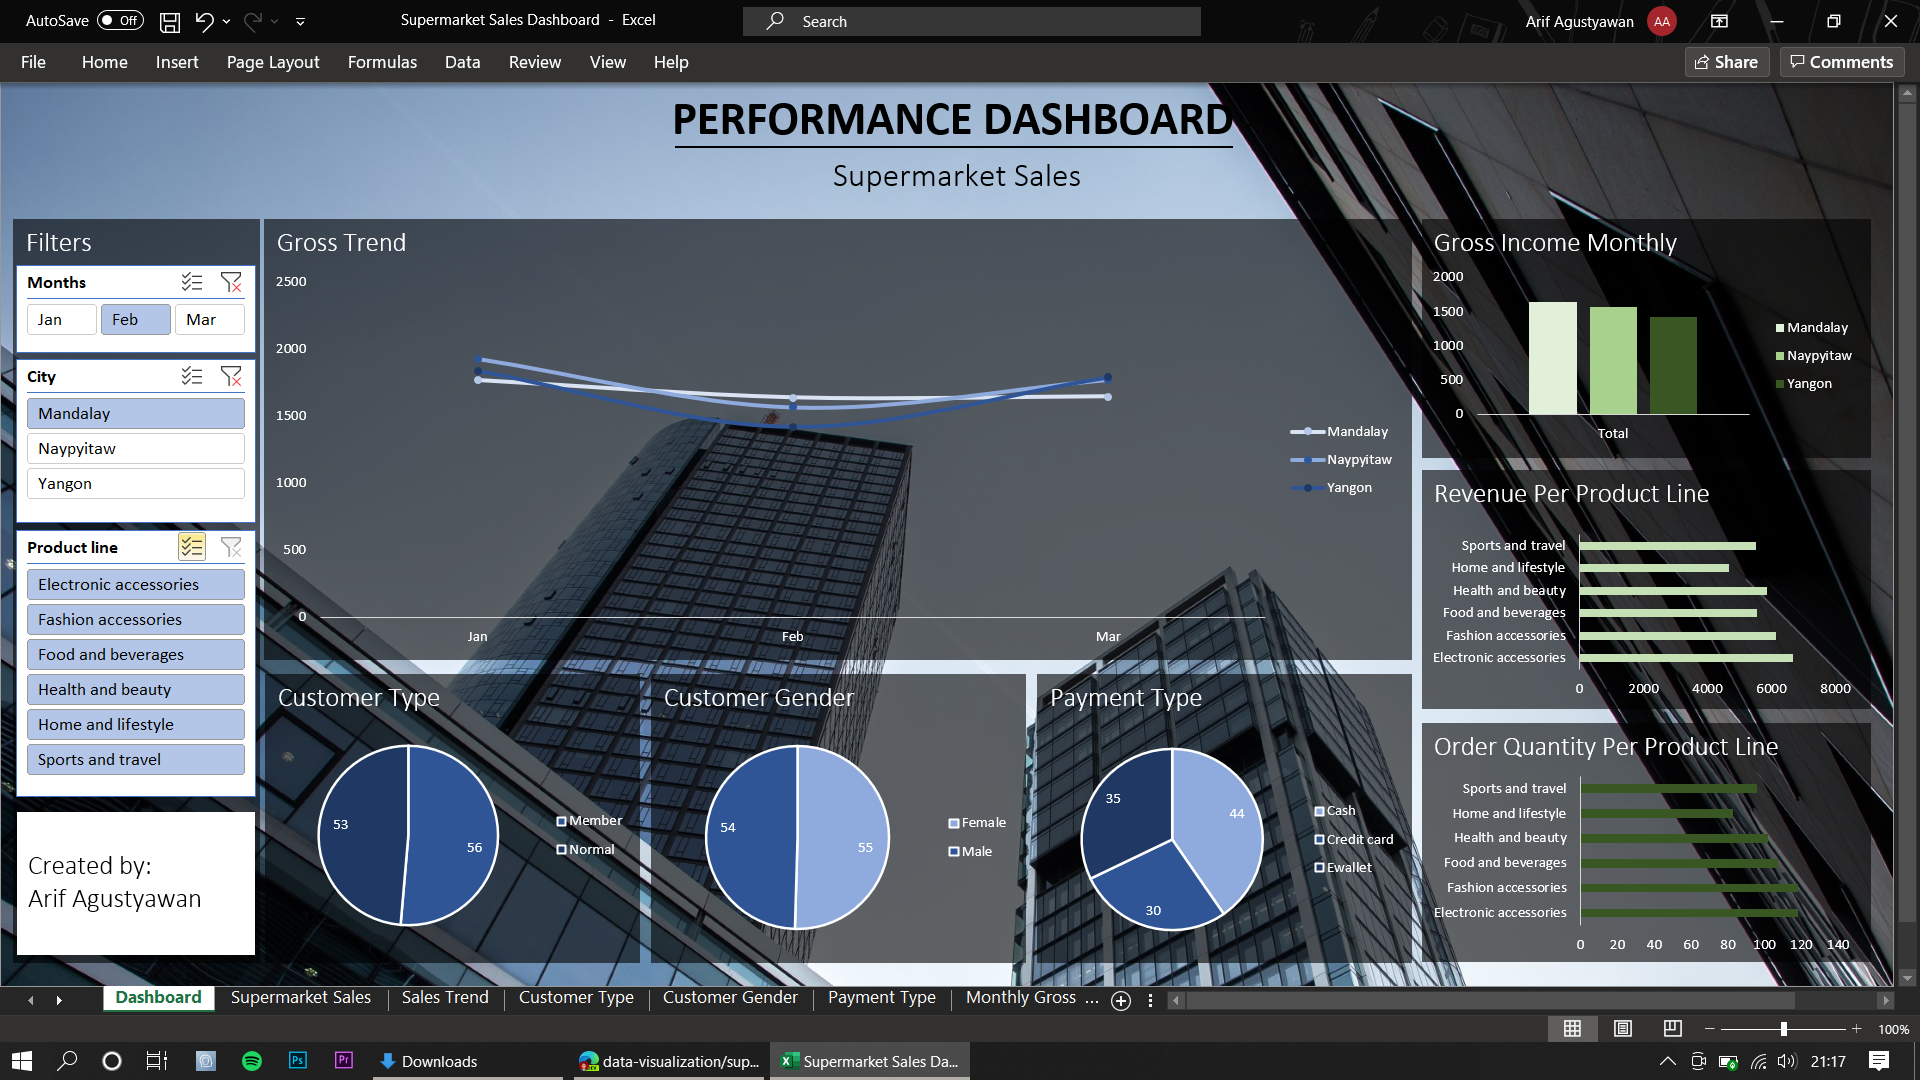 AutoSave Off
Supermarket Sales Dashboard - Excel
Search
Arif Agustyawan AA
File Home Insert Page Layout Formulas Data Review View Help
Share Comments
PERFORMANCE DASHBOARD
Supermarket Sales
Filters
Months
Jan Feb Mar
City
Mandalay
Naypyitaw
Yangon
Product line
Electronic accessories
Fashion accessories
Food and beverages
Health and beauty
Home and lifestyle
Sports and travel
Created by:
Arif Agustyawan
Gross Trend
2500
2000
1500
1000
500
0
Jan Feb Mar
Mandalay
Naypyitaw
Yangon
Gross Income Monthly
2000
1500
1000
500
0
Total
Mandalay
Naypyitaw
Yangon
Revenue Per Product Line
Sports and travel
Home and lifestyle
Health and beauty
Food and beverages
Fashion accessories
Electronic accessories
0 2000 4000 6000 8000
Customer Type
53
56
Member
Normal
Customer Gender
54
55
Female
Male
Payment Type
35
44
30
Cash
Credit card
Ewallet
Order Quantity Per Product Line
Sports and travel
Home and lifestyle
Health and beauty
Food and beverages
Fashion accessories
Electronic accessories
0 20 40 60 80 100 120 140
Dashboard Supermarket Sales Sales Trend Customer Type Customer Gender Payment Type Monthly Gross ...
100%
Ps Pr Downloads DEV data-visualization/sup... Supermarket Sales Da... 21:17